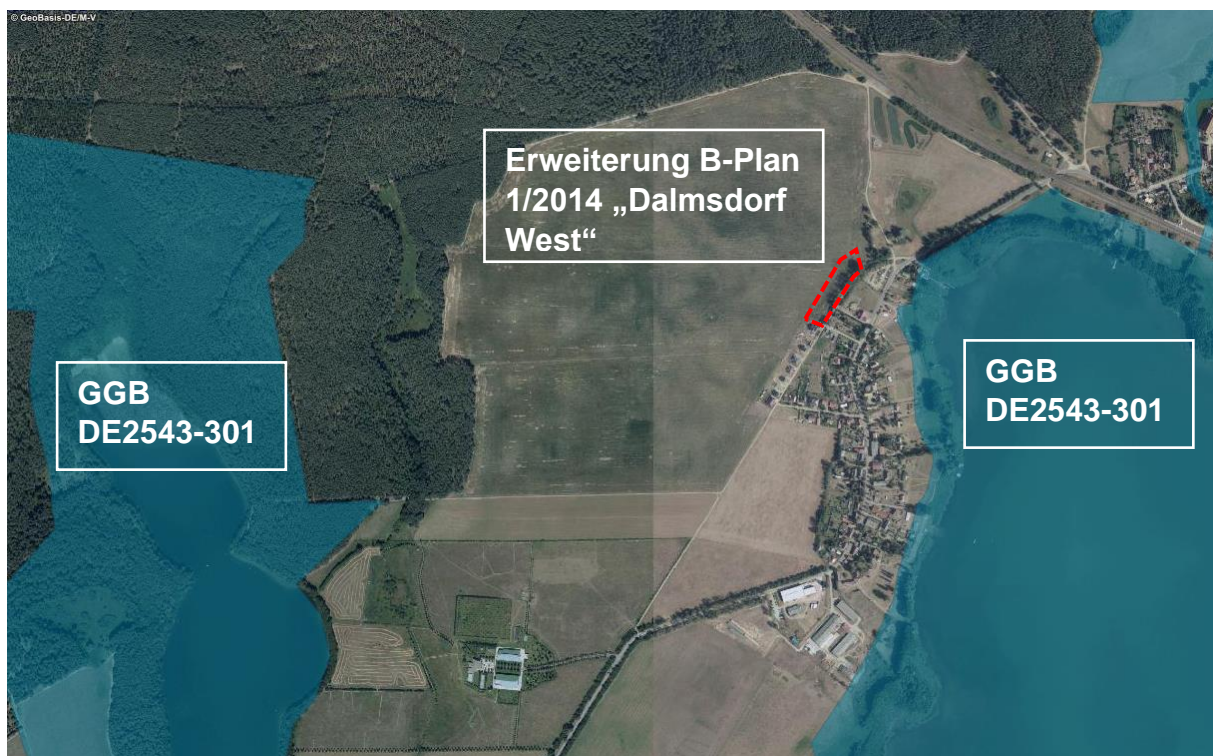 © GeoBasis-DE/M-V
Erweiterung B-Plan
1/2014 „Dalmsdorf
West“
GGB
DE2543-301
GGB
DE2543-301